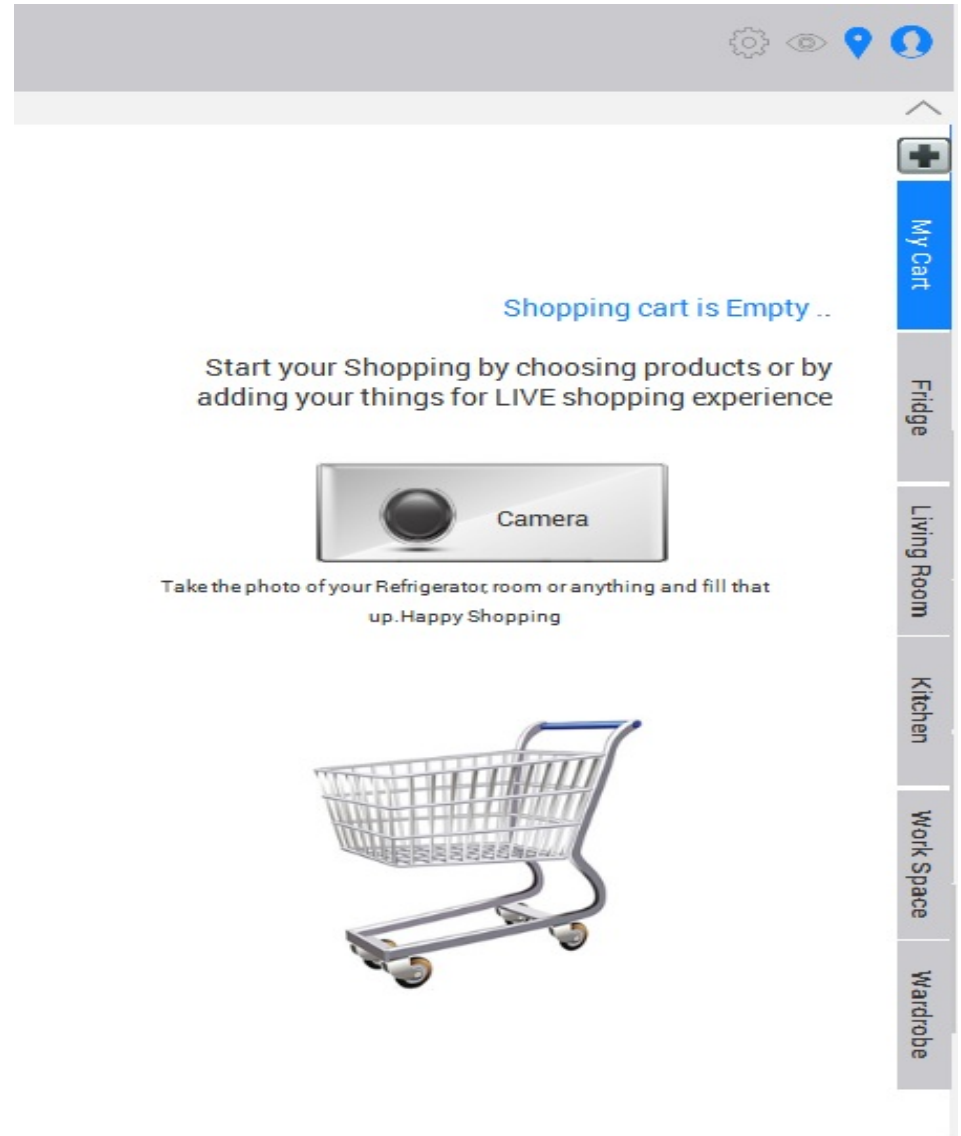 My Cart
Shopping cart is Empty ..
Start your Shopping by choosing products or by
adding your things for LIVE shopping experience
Fridge
Camera
Take the photo of your Refrigerator, room or anything and fill that
up.Happy Shopping
Living Room
Kitchen
Work Space
Wardrobe